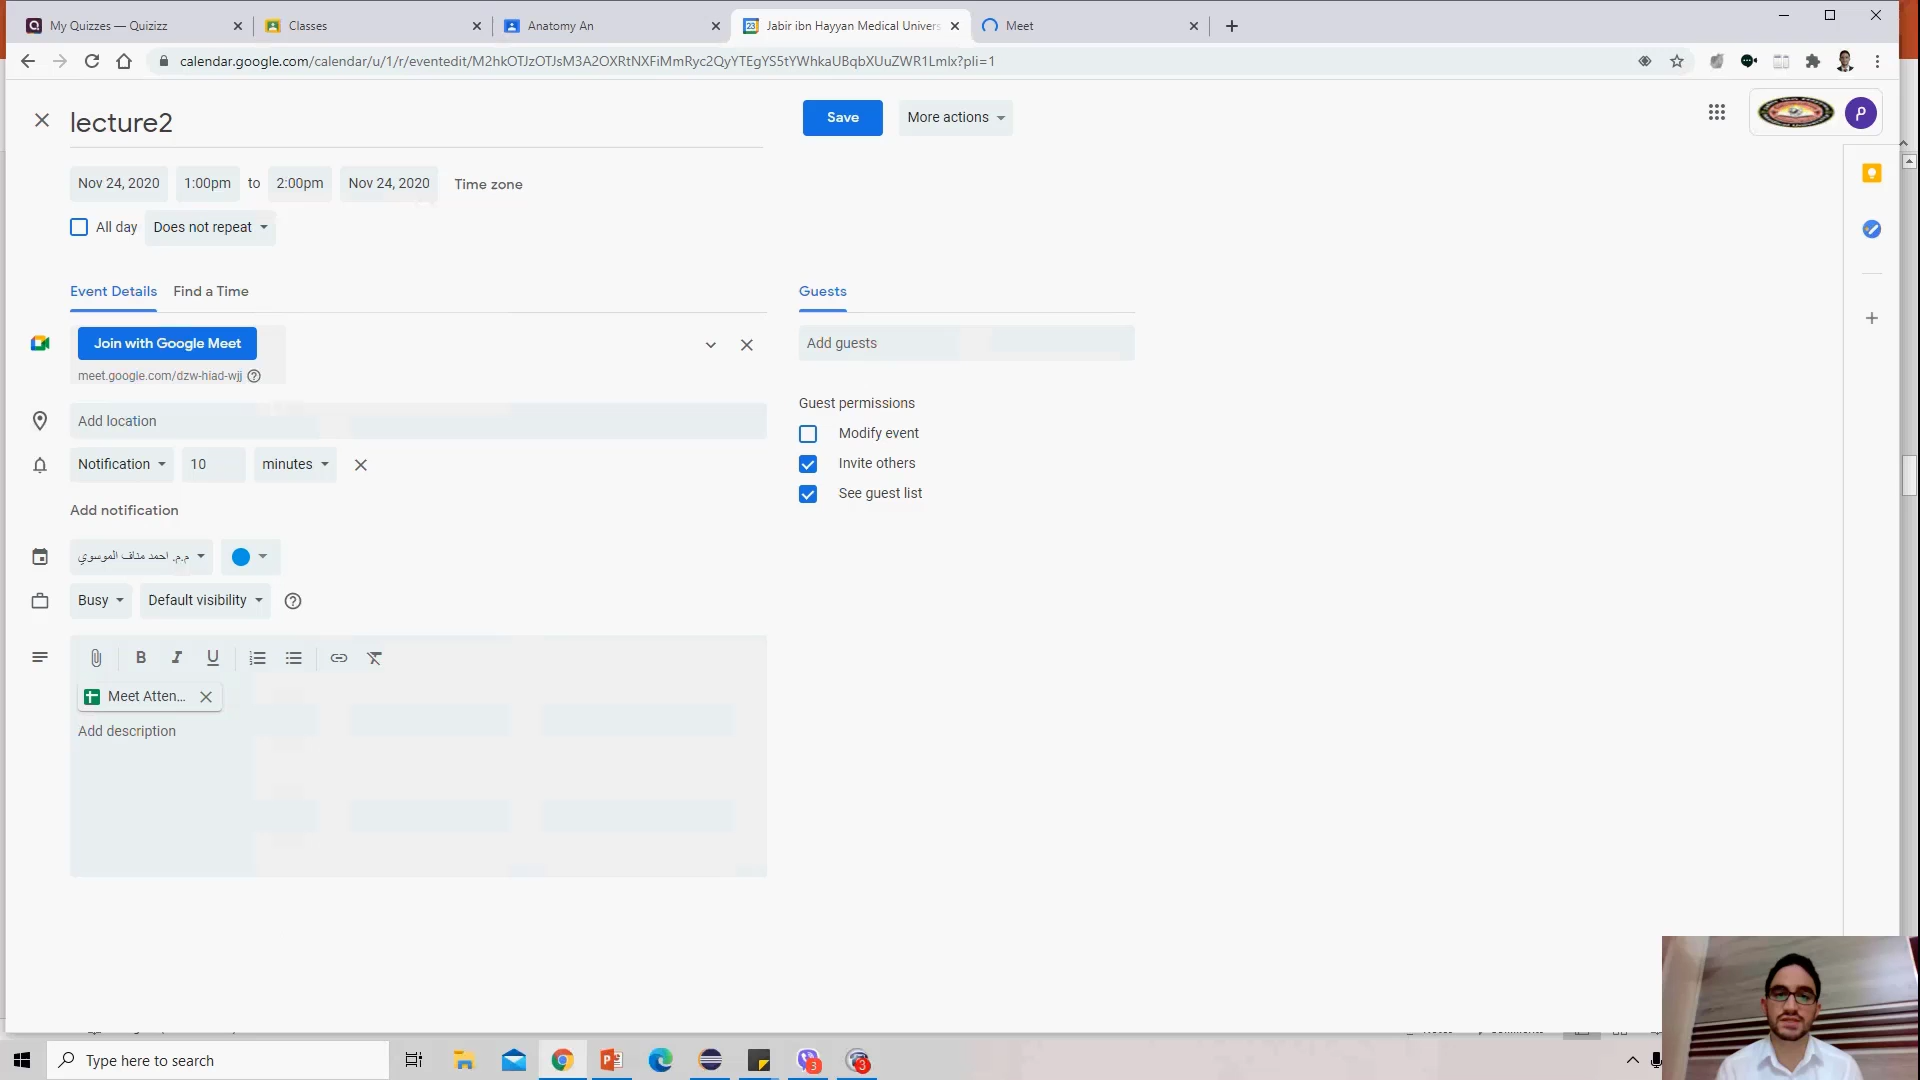 My Quizzes — Quizizz
Classes
Anatomy An
Jabir ibn Hayyan Medical Univers
Meet
calendar.google.com/calendar/u/1/r/eventedit/M2hkOTJzOTJsM3A2OXRtNXFiMmRyc2QyYTEgYS5tYWhkaUBqbXUuZWR1Lmlx?pli=1
lecture2
Save
More actions
Nov 24, 2020 1:00pm to 2:00pm Nov 24, 2020 Time zone
All day Does not repeat
Event Details Find a Time
Guests
Join with Google Meet
meet.google.com/dzw-hiad-wjj
Add guests
Guest permissions
Add location
Modify event
Notification 10 minutes
Invite others
See guest list
Add notification
م.م. احمد مناف الموسوي
Busy Default visibility
B I U
Meet Atten...
Add description
Type here to search
3
3